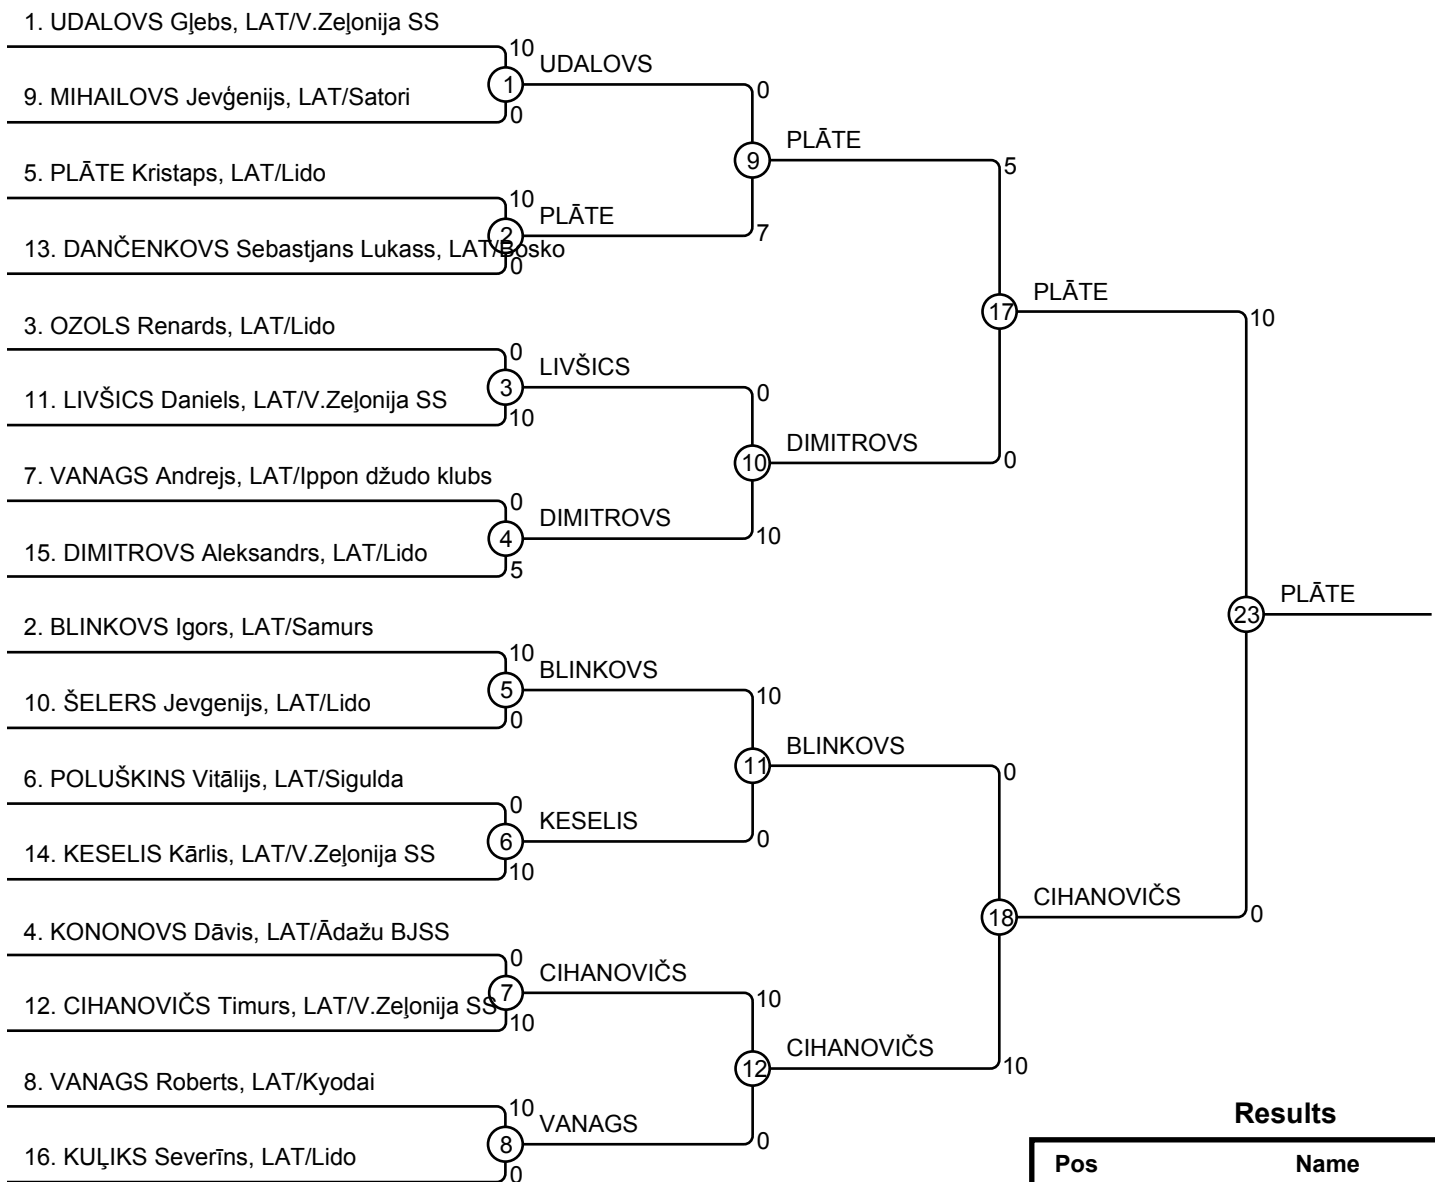 1. UDALOVS Gļebs, LAT/V.Zeļonija SS
10
UDALOVS
1
0
9. MIHAILOVS Jevģenijs, LAT/Satori
0
PLĀTE
9
5
5. PLĀTE Kristaps, LAT/Lido
10
PLĀTE
2
7
13. DANČENKOVS Sebastjans Lukass, LAT/Bosko
0
PLĀTE
17
10
3. OZOLS Renards, LAT/Lido
0
LIVŠICS
3
0
11. LIVŠICS Daniels, LAT/V.Zeļonija SS
10
DIMITROVS
10
0
7. VANAGS Andrejs, LAT/Ippon džudo klubs
0
DIMITROVS
4
10
15. DIMITROVS Aleksandrs, LAT/Lido
5
PLĀTE
23
2. BLINKOVS Igors, LAT/Samurs
10
BLINKOVS
5
10
10. ŠELERS Jevgenijs, LAT/Lido
0
BLINKOVS
11
0
6. POLUŠKINS Vitālijs, LAT/Sigulda
0
KESELIS
6
0
14. KESELIS Kārlis, LAT/V.Zeļonija SS
10
CIHANOVIČS
18
0
4. KONONOVS Dāvis, LAT/Ādažu BJSS
0
CIHANOVIČS
7
10
12. CIHANOVIČS Timurs, LAT/V.Zeļonija SS
10
CIHANOVIČS
12
10
8. VANAGS Roberts, LAT/Kyodai
10
VANAGS
8
0
16. KUĻIKS Severīns, LAT/Lido
0
Results
Pos Name